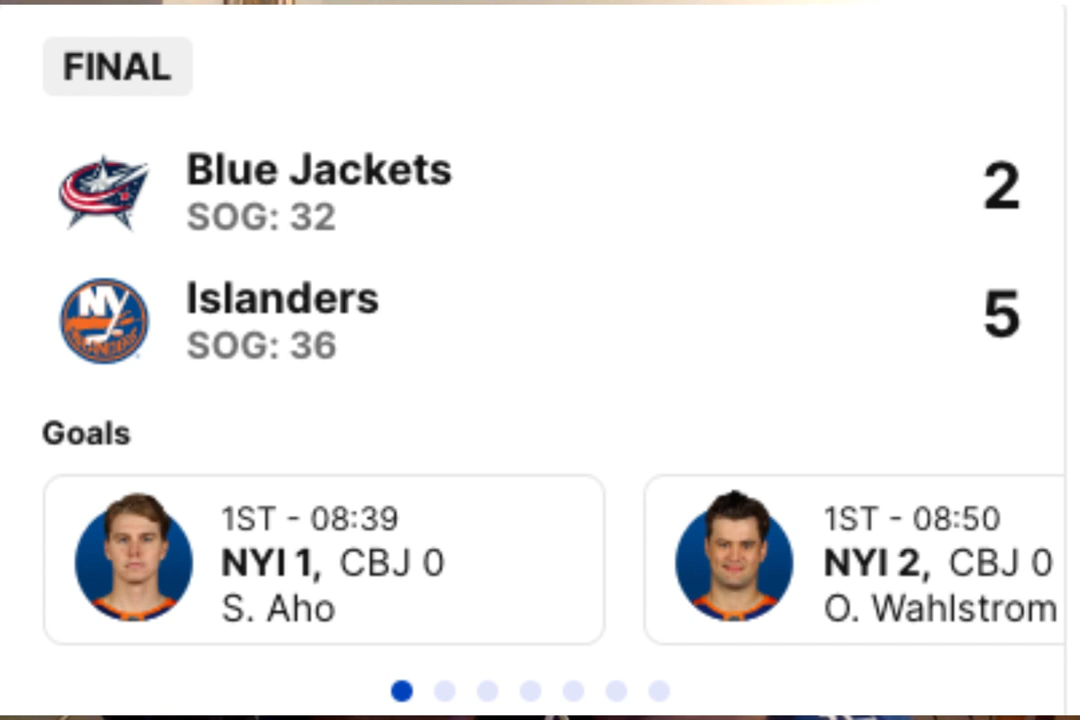 FINAL
Blue Jackets
SOG: 32
2
NY
Islanders
SOG: 36
5
Goals
1ST - 08:39
NYI 1, CBJ 0
S. Aho
1ST - 08:50
NYI 2, CBJ 0
O. Wahlstrom